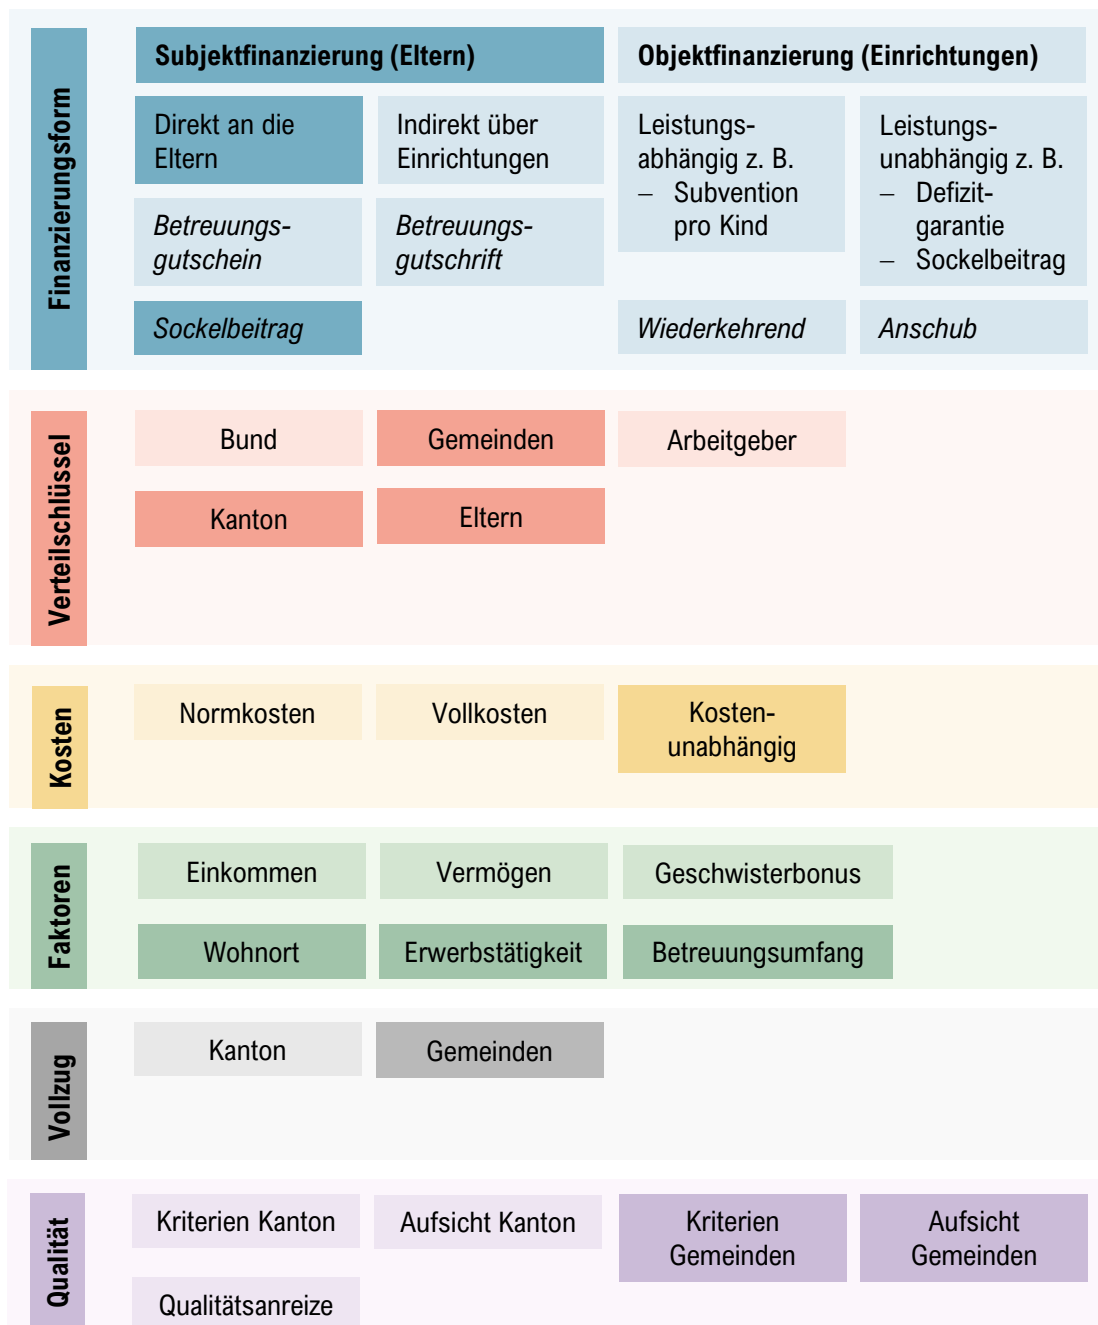 Finanzierungsform
Subjektfinanzierung (Eltern)
Objektfinanzierung (Einrichtungen)
Direkt an die
Eltern
Indirekt über
Einrichtungen
Leistungs-
abhängig z. B.
– Subvention
pro Kind
Leistungs-
unabhängig z. B.
– Defizit-
garantie
– Sockelbeitrag
Betreuungs-
gutschein
Betreuungs-
gutschrift
Sockelbeitrag
Wiederkehrend
Anschub
Verteilschlüssel
Bund
Gemeinden
Arbeitgeber
Kanton
Eltern
Kosten
Normkosten
Vollkosten
Kosten-
unabhängig
Faktoren
Einkommen
Vermögen
Geschwisterbonus
Wohnort
Erwerbstätigkeit
Betreuungsumfang
Vollzug
Kanton
Gemeinden
Qualität
Kriterien Kanton
Aufsicht Kanton
Kriterien
Gemeinden
Aufsicht
Gemeinden
Qualitätsanreize